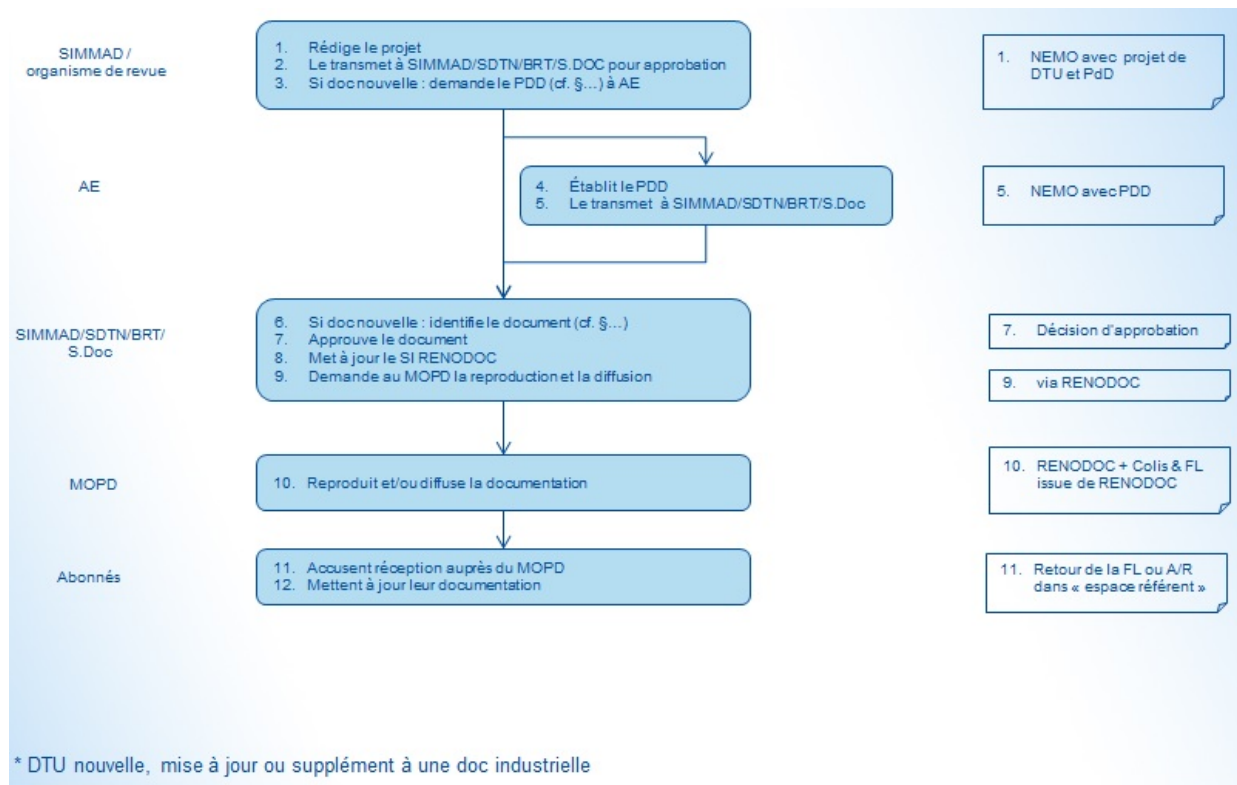 SIMMAD /
organisme de revue
1. Rédige le projet
2. Le transmet à SIMMAD/SDTN/BRT/S.DOC pour approbation
3. Si doc nouvelle : demande le PDD (cf. §...) à AE
1. NEMO avec projet de
DTU et PdD
AE
4. Établit le PDD
5. Le transmet à SIMMAD/SDTN/BRT/S.Doc
5. NEMO avec PDD
SIMMAD/SDTN/BRT/
S.Doc
6. Si doc nouvelle : identifie le document (cf. §...)
7. Approuve le document
8. Met à jour le SI RENODOC
9. Demande au MOPD la reproduction et la diffusion
7. Décision d'approbation
9. via RENODOC
MOPD
10. Reproduit et/ou diffuse la documentation
10. RENODOC + Colis & FL
issue de RENODOC
Abonnés
11. Accusent réception auprès du MOPD
12. Mettent à jour leur documentation
11. Retour de la FL ou A/R
dans « espace référent »
* DTU nouvelle, mise à jour ou supplément à une doc industrielle